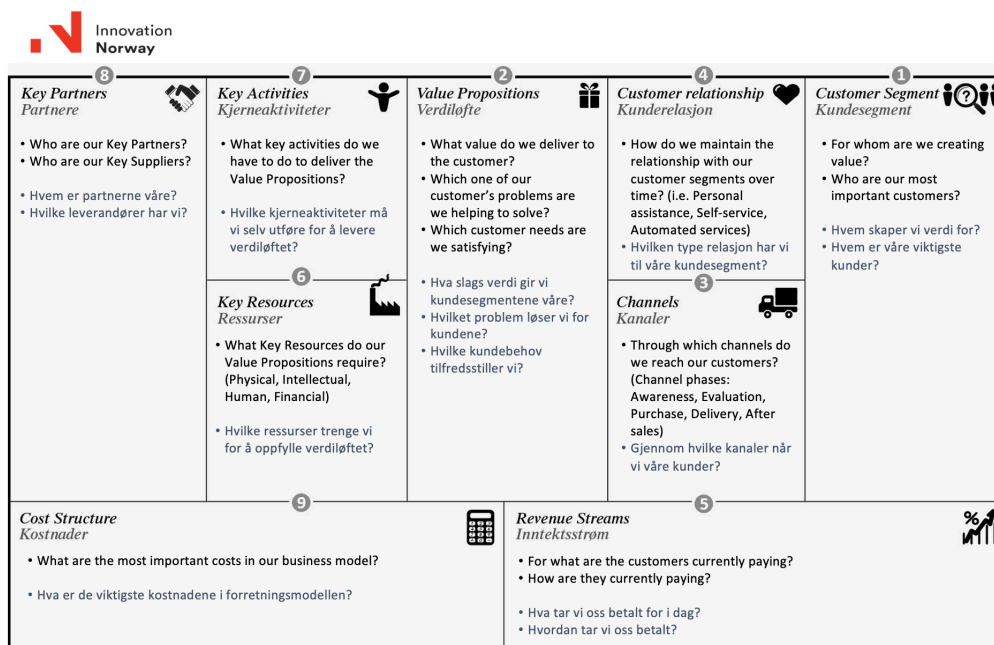 Innovation
Norway
8
Key Partners
Partnere
• Who are our Key Partners?
• Who are our Key Suppliers?
• Hvem er partnerne våre?
• Hvilke leverandører har vi?
7
Key Activities
Kjerneaktiviteter
• What key activities do we
have to do to deliver the
Value Propositions?
• Hvilke kjerneaktiviteter må
vi selv utføre for å levere
verdiløftet?
6
Key Resources
Ressurser
• What Key Resources do our
Value Propositions require?
(Physical, Intellectual,
Human, Financial)
• Hvilke ressurser trenge vi
for å oppfylle verdiløftet?
2
Value Propositions
Verdiløfte
• What value do we deliver to
the customer?
• Which one of our
customer's problems are
we helping to solve?
• Which customer needs are
we satisfying?
• Hva slags verdi gir vi
kundesegmentene våre?
• Hvilket problem løser vi for
kundene?
• Hvilke kundebehov
tilfredsstiller vi?
4
Customer relationship
Kunderelasjon
• How do we maintain the
relationship with our
customer segments over
time? (i.e. Personal
assistance, Self-service,
Automated services)
• Hvilken type relasjon har vi
til våre kundesegment?
3
Channels
Kanaler
• Through which channels do
we reach our customers?
(Channel phases:
Awareness, Evaluation,
Purchase, Delivery, After
sales)
• Gjennom hvilke kanaler når
vi våre kunder?
1
Customer Segment
Kundesegment
?
• For whom are we creating
value?
• Who are our most
important customers?
• Hvem skaper vi verdi for?
• Hvem er våre viktigste
kunder?
9
Cost Structure
Kostnader
• What are the most important costs in our business model?
• Hva er de viktigste kostnadene i forretningsmodellen?
5
Revenue Streams
Inntektsstrøm
%
• For what are the customers currently paying?
• How are they currently paying?
• Hva tar vi oss betalt for i dag?
• Hvordan tar vi oss betalt?